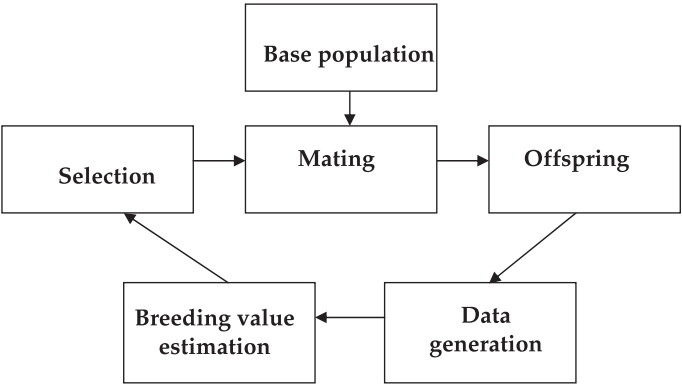 Base population
Selection
Mating
Offspring
Breeding value
estimation
Data
generation